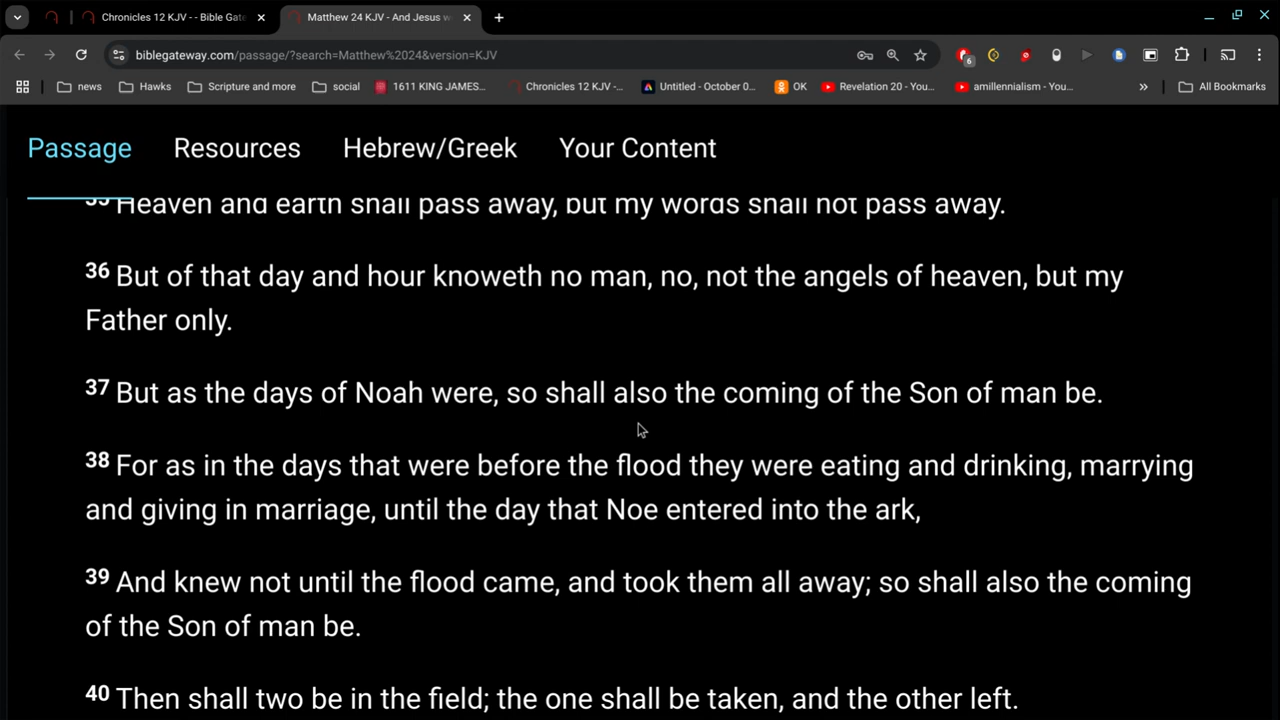 Chronicles 12 KJV - - Bible Gate
Matthew 24 KJV - And Jesus w
biblegateway.com/passage/?search=Matthew%2024&version=KJV
6
news
Hawks
Scripture and more
social
1611 KING JAMES...
Chronicles 12 KJV -...
Untitled - October 0...
OK
Revelation 20 - You...
amillennialism - You...
»
All Bookmarks
Passage
Resources
Hebrew/Greek
Your Content
35 Heaven and earth shall pass away, but my words shall not pass away.
36 But of that day and hour knoweth no man, no, not the angels of heaven, but my
Father only.
37 But as the days of Noah were, so shall also the coming of the Son of man be.
38 For as in the days that were before the flood they were eating and drinking, marrying
and giving in marriage, until the day that Noe entered into the ark,
39 And knew not until the flood came, and took them all away; so shall also the coming
of the Son of man be.
40 Then shall two be in the field; the one shall be taken, and the other left.